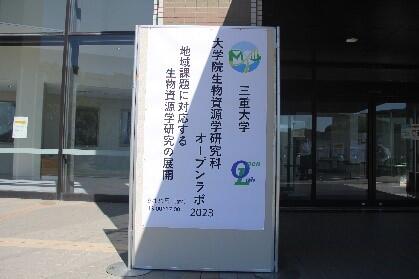 三重大学
大学院生物資源学研究科
オープンラボ
2023
地域課題に対応する
生物資源学研究の展開
Open
Lab